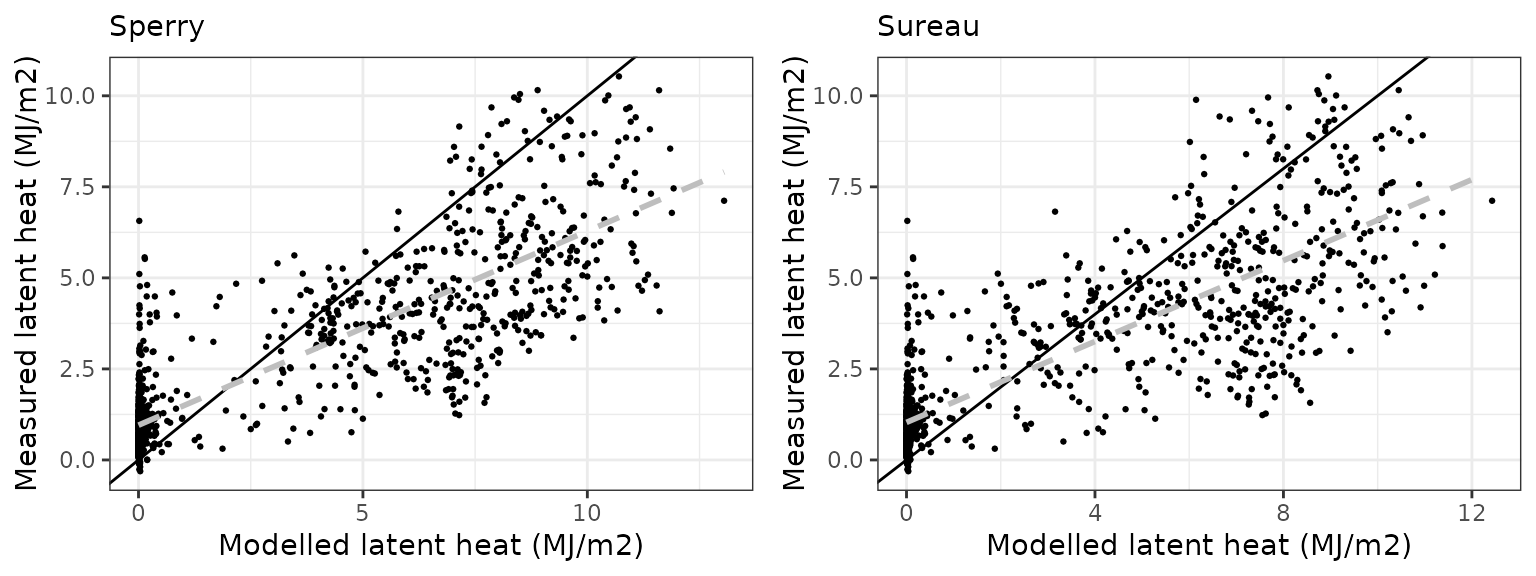 Sperry
Measured latent heat (MJ/m2)
10.0
7.5
5.0
2.5
0.0
0 5 10
Modelled latent heat (MJ/m2)
Sureau
Measured latent heat (MJ/m2)
10.0
7.5
5.0
2.5
0.0
0 4 8 12
Modelled latent heat (MJ/m2)